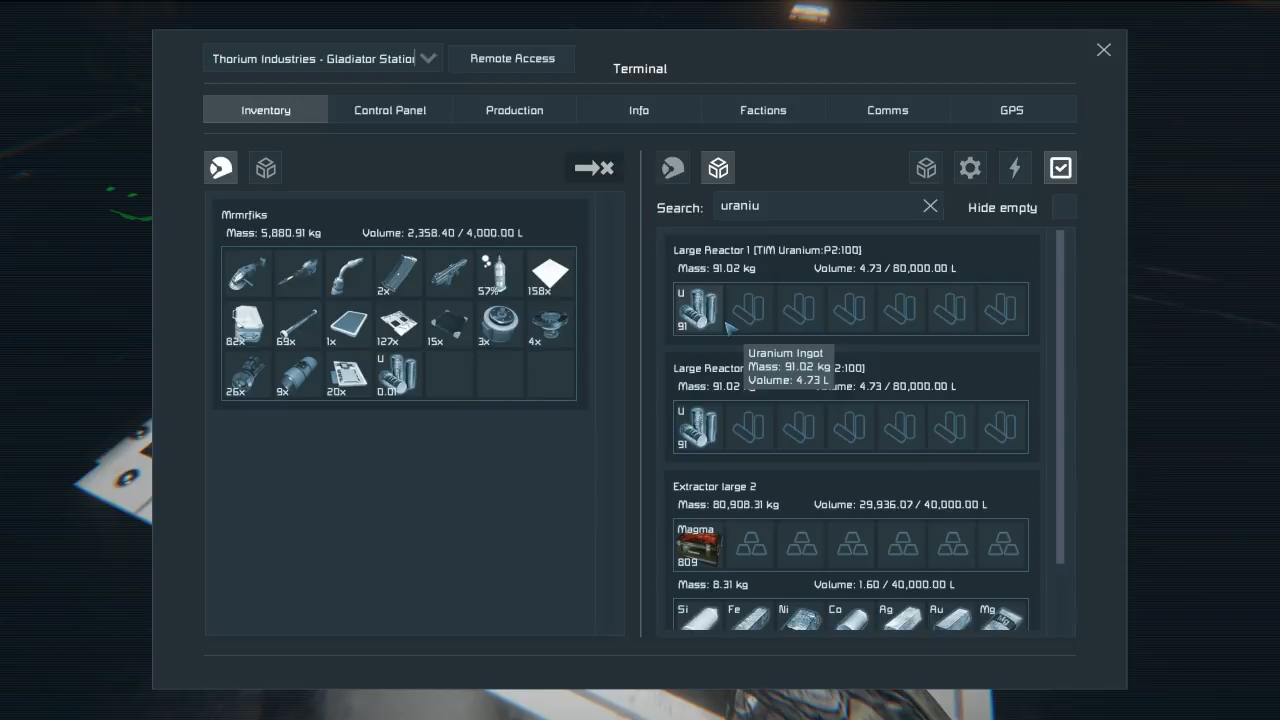 Thorium Industries - Gladiator Station
Remote Access
Terminal
Inventory
Control Panel
Production
Info
Factions
Comms
GPS
Search: uraniu
Hide empty
Mrmrfiks
Mass: 5,880.91 kg Volume: 2,358.40 / 4,000.00 L
2x 57% 158x
82x 69x 1x 127x 15x 3x 4x
U
26x 9x 20x 0.01
Large Reactor 1 [TIM Uranium:P2:100]
Mass: 91.02 kg Volume: 4.73 / 80,000.00 L
U
91
Uranium Ingot
Mass: 91.02 kg
Volume: 4.73 L
Large Reactor 2:100]
Mass: 91.02 : 4.73 / 80,000.00 L
U
91
Extractor large 2
Mass: 80,908.31 kg Volume: 29,936.07 / 40,000.00 L
Magma
809
Mass: 8.31 kg Volume: 1.60 / 40,000.00 L
Si Fe Ni Co Ag Au Mg